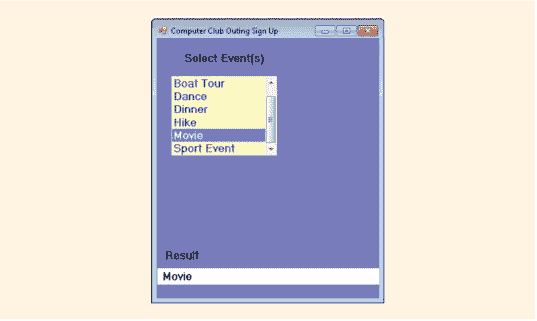 Computer Club Outing Sign Up
Select Event(s)
Boat Tour
Dance
Dinner
Hike
Movie
Sport Event
Result
Movie